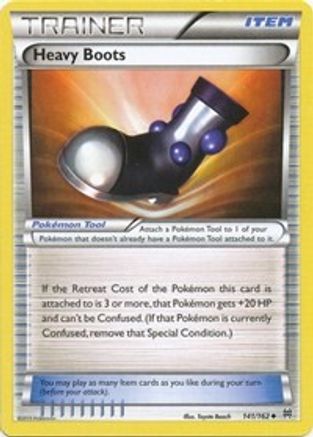 TRAINER ITEM
Heavy Boots
Pokémon Tool Attach a Pokémon Tool to 1 of your
Pokémon that doesn't already have a Pokémon Tool attached to it.
If the Retreat Cost of the Pokémon this card is
attached to is 3 or more, that Pokémon gets +20 HP
and can't be Confused. (If that Pokémon is currently
Confused, remove that Special Condition.)
You may play as many Item cards as you like during your turn
(before your attack).
Illus. Toyste Beach 141/162